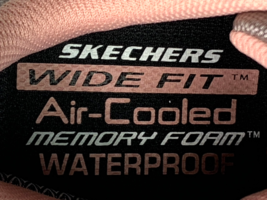 SKECHERS
WIDE FIT™
Air-Cooled
MEMORY FOAM™
WATERPROOF